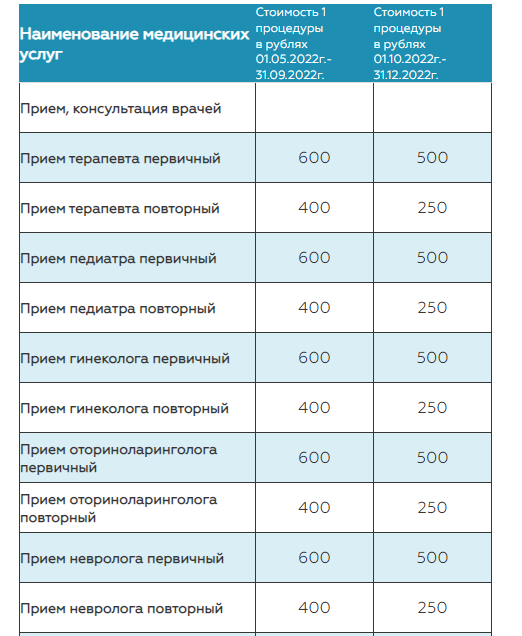 Наименование медицинских услуг
Стоимость 1 процедуры в рублях 01.05.2022г.- 31.09.2022г.
Стоимость 1 процедуры в рублях 01.10.2022г.- 31.12.2022г.
Прием, консультация врачей
Прием терапевта первичный 600 500
Прием терапевта повторный 400 250
Прием педиатра первичный 600 500
Прием педиатра повторный 400 250
Прием гинеколога первичный 600 500
Прием гинеколога повторный 400 250
Прием оториноларинголога первичный 600 500
Прием оториноларинголога повторный 400 250
Прием невролога первичный 600 500
Прием невролога повторный 400 250